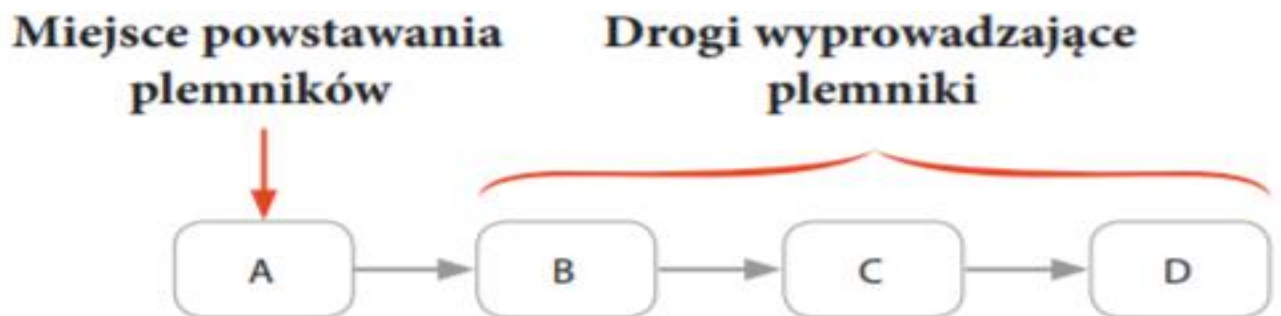 Miejsce powstawania
plemników
Drogi wyprowadzające
plemniki
A
B
C
D